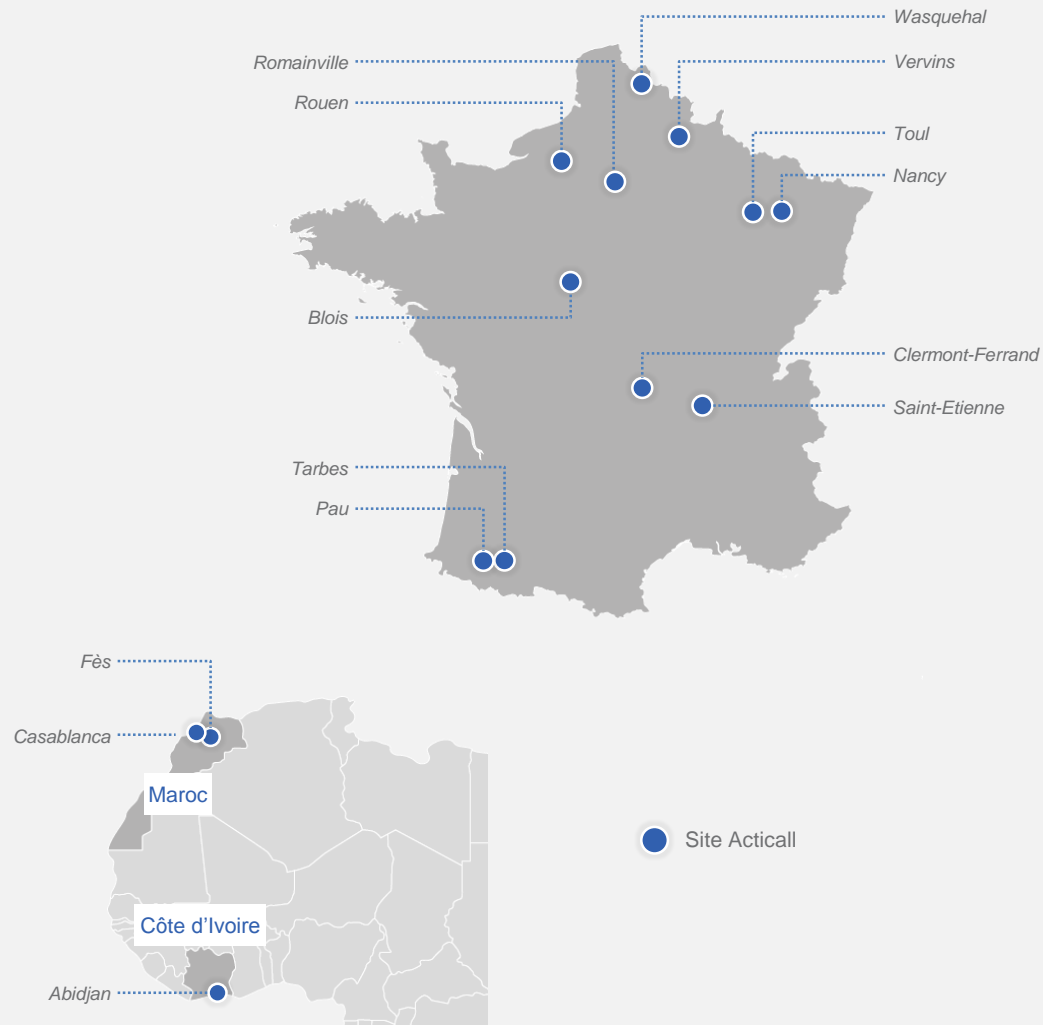 Wasquehal
Romainville
Vervins
Rouen
Toul
Nancy
Blois
Clermont-Ferrand
Saint-Etienne
Tarbes
Pau
Fès
Casablanca
Maroc
Site Acticall
Côte d’Ivoire
Abidjan